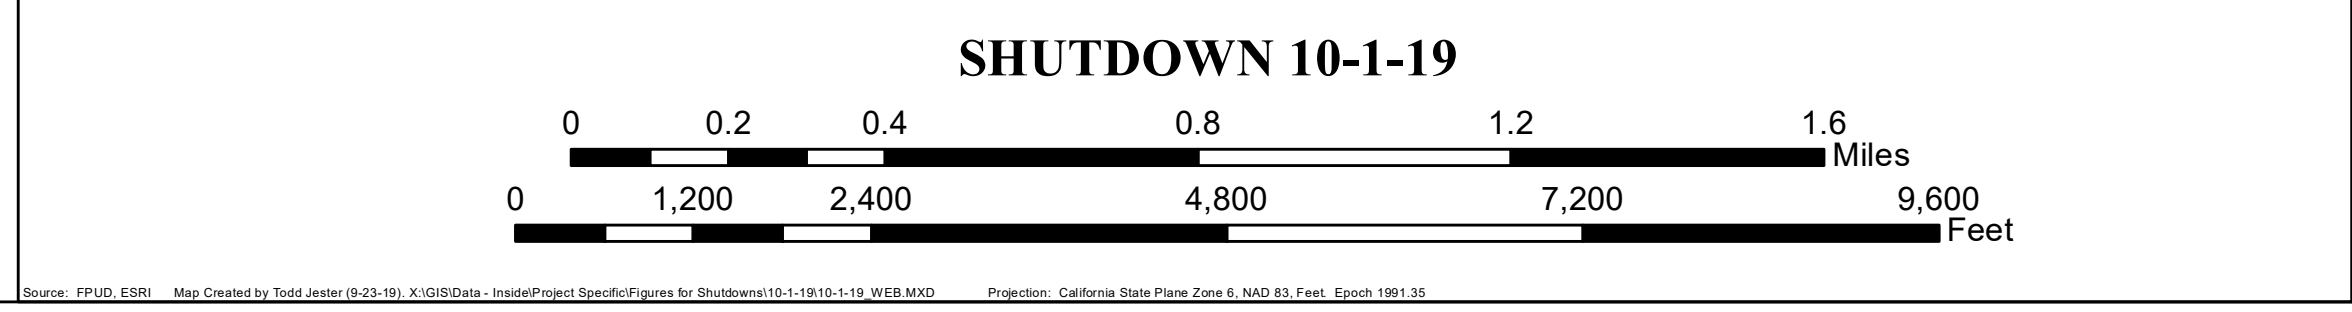 SHUTDOWN 10-1-19
0 0.2 0.4 0.8 1.2 1.6
Miles
0 1,200 2,400 4,800 7,200 9,600
Feet
Source: FPUD, ESRI Map Created by Todd Jester (9-23-19). X:\GIS\Data - Inside\Project Specific\Figures for Shutdowns\10-1-19\10-1-19_WEB.MXD Projection: California State Plane Zone 6, NAD 83, Feet. Epoch 1991.35